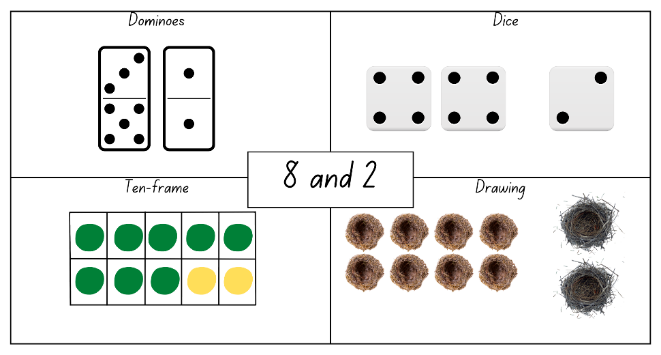 Dominoes
Dice
8 and 2
Ten-frame
Drawing